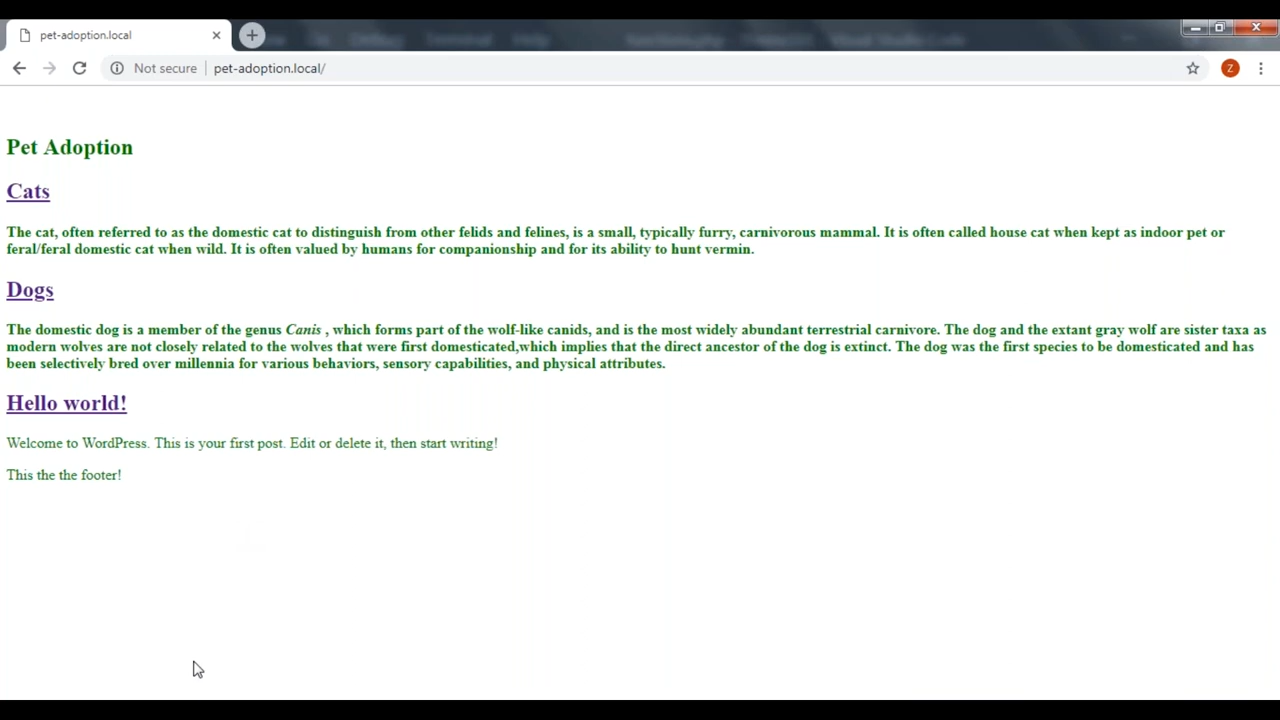 pet-adoption.local
Z
Not secure
pet-adoption.local/
Pet Adoption
Cats
The cat, often referred to as the domestic cat to distinguish from other felids and felines, is a small, typically furry, carnivorous mammal. It is often called house cat when kept as indoor pet or
feral/feral domestic cat when wild. It is often valued by humans for companionship and for its ability to hunt vermin.
Dogs
The domestic dog is a member of the genus Canis , which forms part of the wolf-like canids, and is the most widely abundant terrestrial carnivore. The dog and the extant gray wolf are sister taxa as
modern wolves are not closely related to the wolves that were first domesticated,which implies that the direct ancestor of the dog is extinct. The dog was the first species to be domesticated and has
been selectively bred over millennia for various behaviors, sensory capabilities, and physical attributes.
Hello world!
Welcome to WordPress. This is your first post. Edit or delete it, then start writing!
This the the footer!